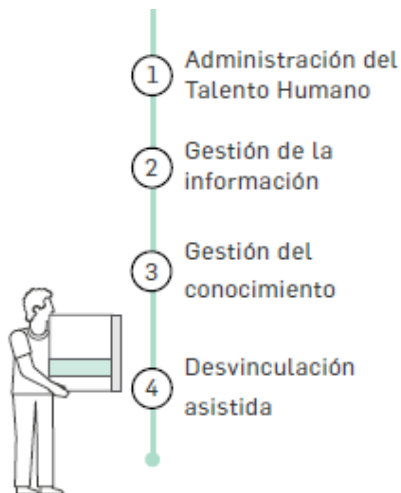 1
Administración del
Talento Humano
2
Gestión de la
información
3
Gestión del
conocimiento
4
Desvinculación
asistida